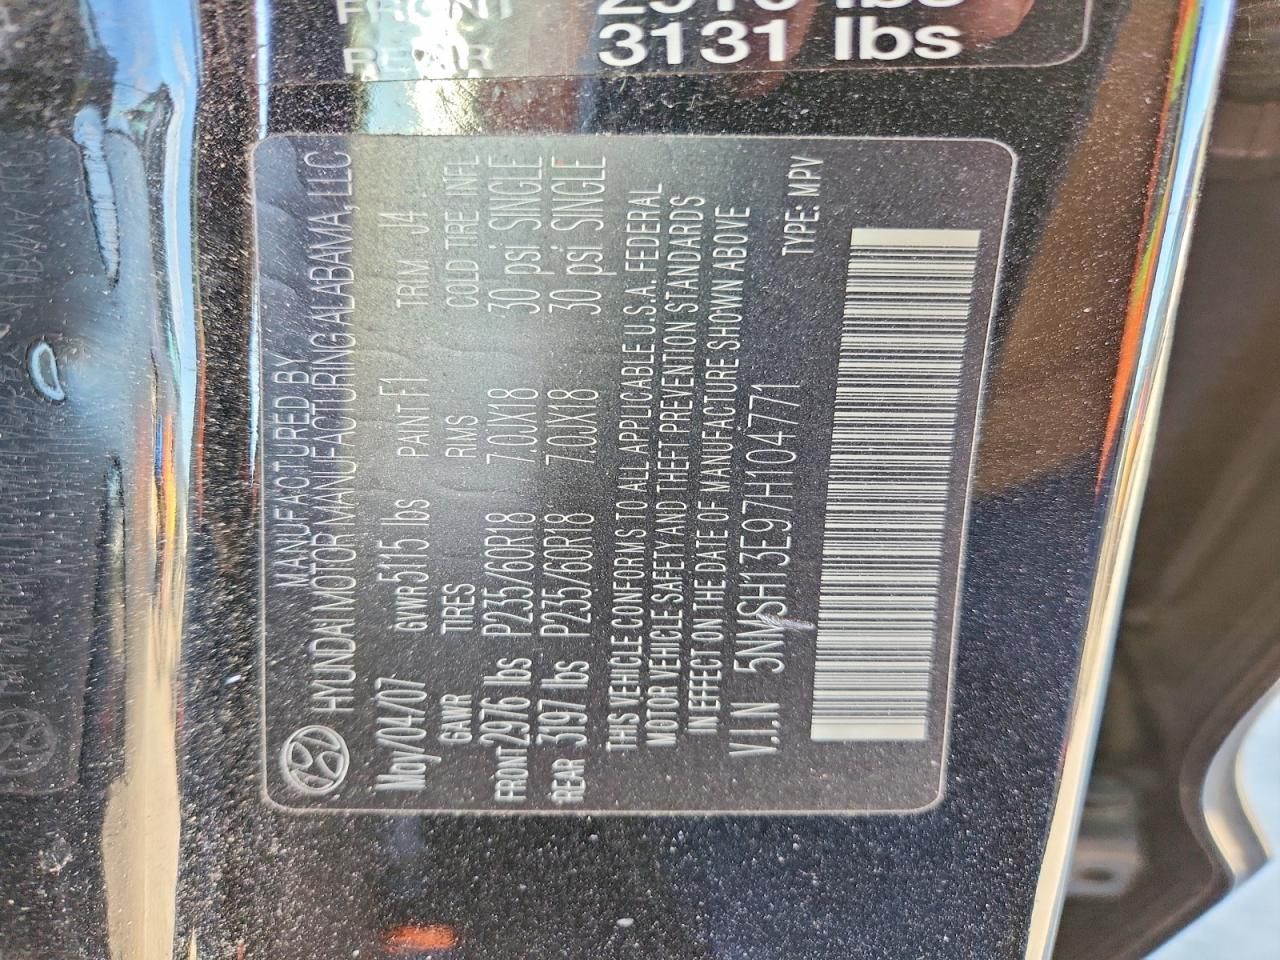 FRONT
REAR 3131 lbs
MANUFACTURED BY
HYUNDAI MOTOR MANUFACTURING ALABAMA, LLC
May/04/07 GVWR 5115 lbs PAINT F1 TRIM J4
GAWR TIRES RIMS COLD TIRE INFL
FRONT 2976 lbs P235/60R18 7.0JX18 30 psi SINGLE
REAR 3197 lbs P235/60R18 7.0JX18 30 psi SINGLE
THIS VEHICLE CONFORMS TO ALL APPLICABLE U.S.A. FEDERAL
MOTOR VEHICLE SAFETY AND THEFT PREVENTION STANDARDS
IN EFFECT ON THE DATE OF MANUFACTURE SHOWN ABOVE
V.I.N 5NMSH13E97H104771
TYPE: MPV